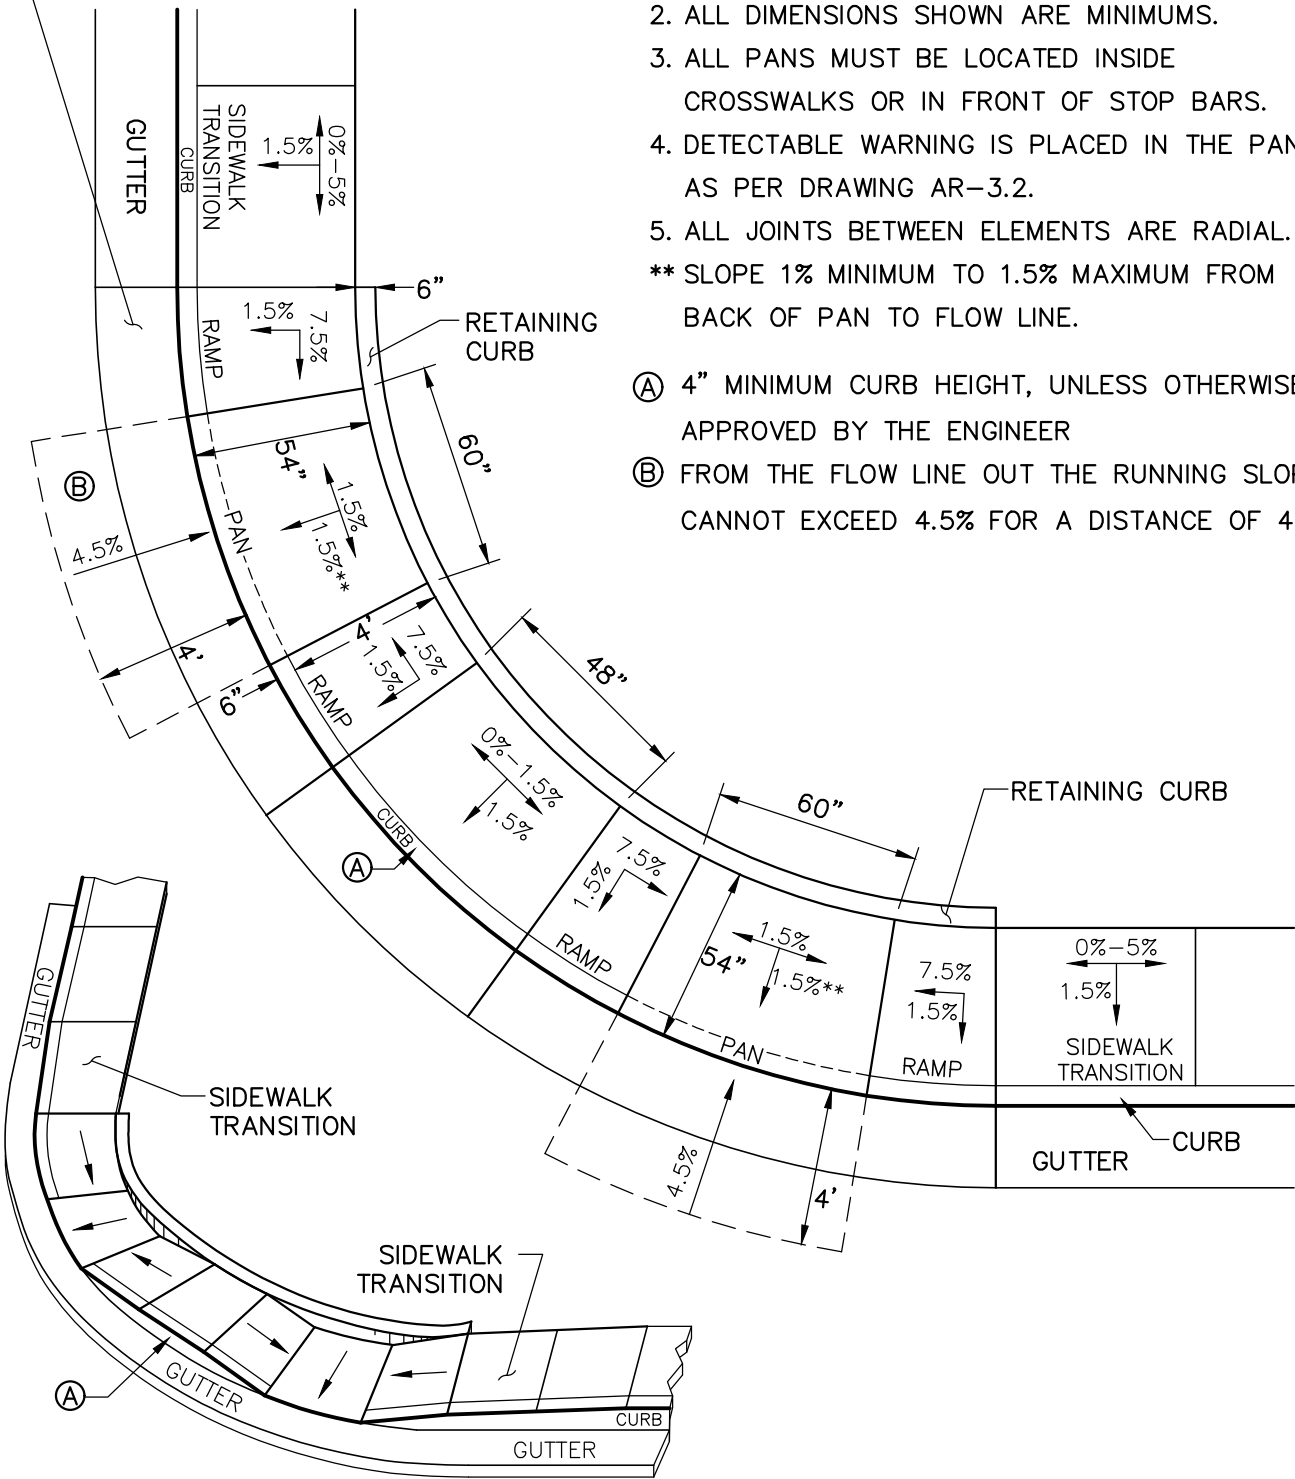 2. ALL DIMENSIONS SHOWN ARE MINIMUMS.
3. ALL PANS MUST BE LOCATED INSIDE
CROSSWALKS OR IN FRONT OF STOP BARS.
4. DETECTABLE WARNING IS PLACED IN THE PAN
AS PER DRAWING AR-3.2.
5. ALL JOINTS BETWEEN ELEMENTS ARE RADIAL.
** SLOPE 1% MINIMUM TO 1.5% MAXIMUM FROM
BACK OF PAN TO FLOW LINE.
Ⓐ 4” MINIMUM CURB HEIGHT, UNLESS OTHERWISE
APPROVED BY THE ENGINEER
Ⓑ FROM THE FLOW LINE OUT THE RUNNING
CANNOT EXCEED 4.5% FOR A DISTANCE OF
GUTTER
CURB
SIDEWALK
TRANSITION
1.5%
0%-5%
6”
RETAINING
CURB
RAMP
1.5%
7.5%
60”
54”
Ⓑ
4.5%
PAN
1.5%
1.5%**
4’
4’
6”
RAMP
1.5%
7.5%
48”
0%-1.5%
1.5%
CURB
Ⓐ
60”
RETAINING CURB
7.5%
1.5%
RAMP
54”
1.5%
1.5%**
PAN
7.5%
1.5%
RAMP
0%-5%
1.5%
SIDEWALK
TRANSITION
CURB
GUTTER
4.5%
4’
GUTTER
SIDEWALK
TRANSITION
SIDEWALK
TRANSITION
Ⓐ
GUTTER
CURB
GUTTER